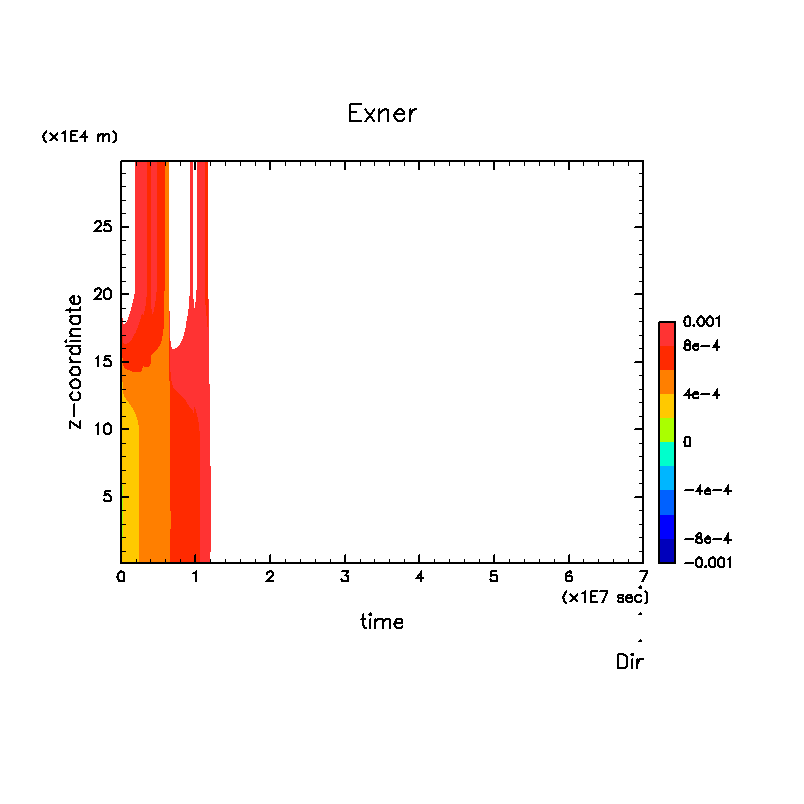 Exner
(×1E4 m)
25
20
15
10
5
z-coordinate
0 1 2 3 4 5 6 7
(×1E7 sec)
time
0.001
8e-4
4e-4
0
-4e-4
-8e-4
-0.001
Dir